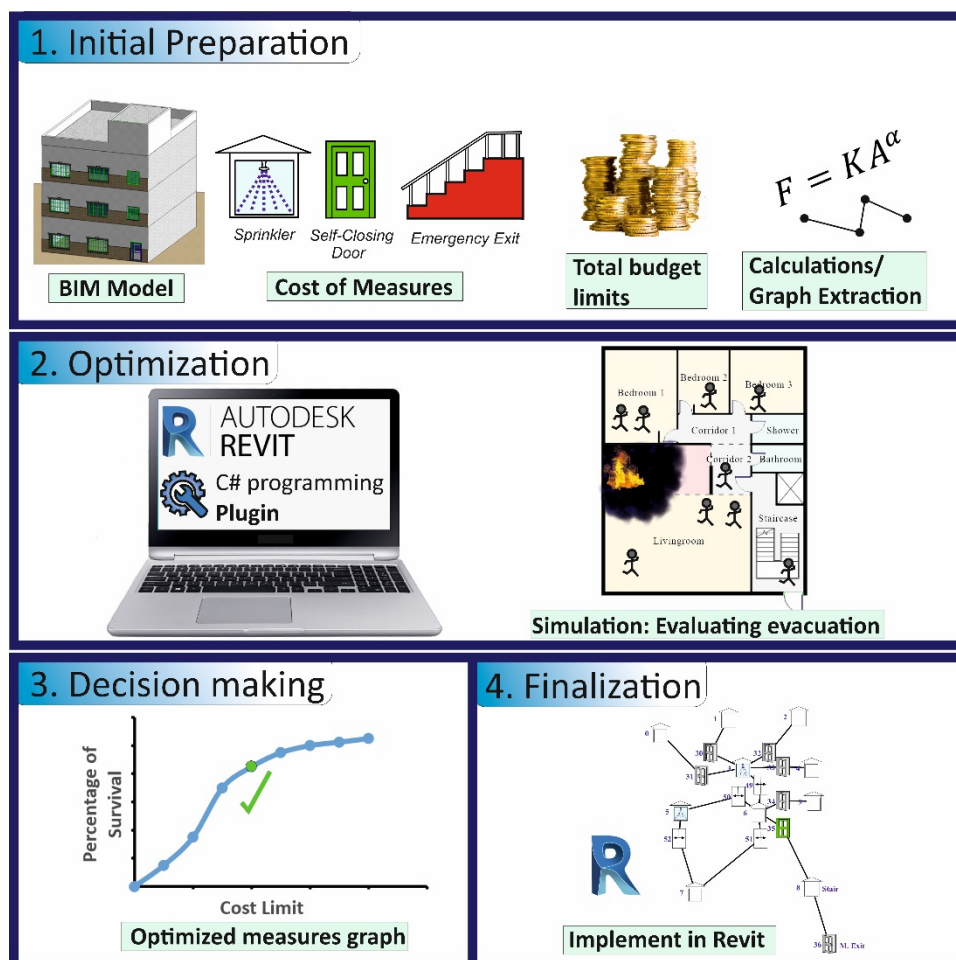 1. Initial Preparation
Sprinkler
Self-Closing
Door
Emergency Exit
F = KA^α
BIM Model
Cost of Measures
Total budget
limits
Calculations/
Graph Extraction
2. Optimization
AUTODESK
REVIT
C# programming
Plugin
Bedroom 1
Bedroom 2
Bedroom 3
Corridor 1
Shower
Corridor 2
Bathroom
Staircase
Livingroom
Simulation: Evaluating evacuation
3. Decision making
Percentage of
Survival
Cost Limit
Optimized measures graph
4. Finalization
0
1
2
30
32
31
49
50
34
5
6
35
52
51
7
8
Stair
36
M. Exit
Implement in Revit